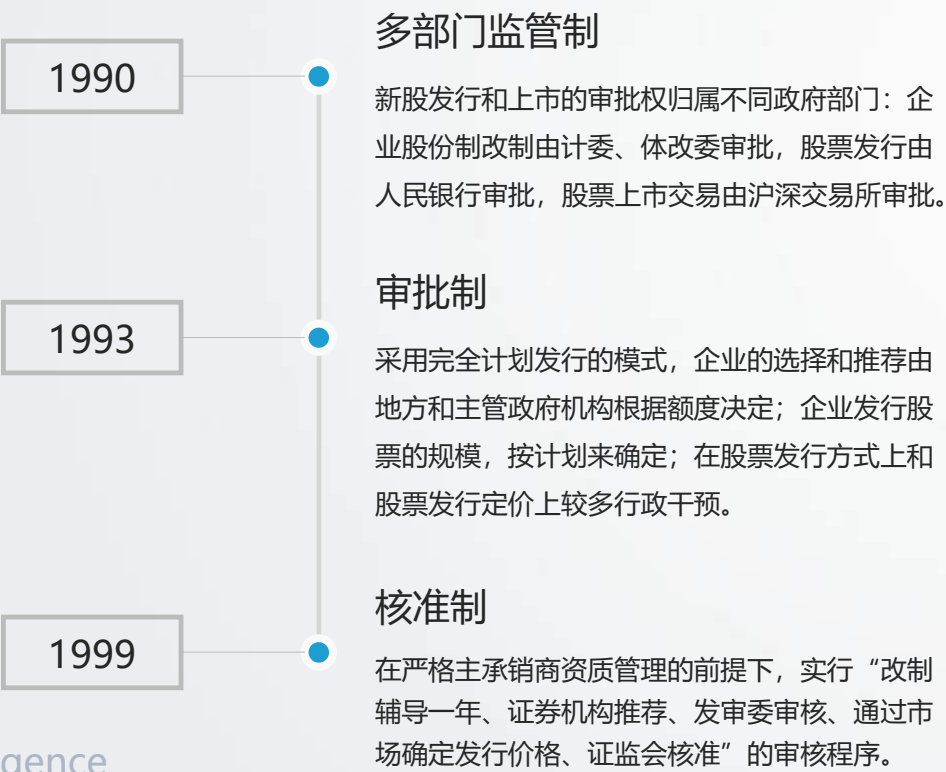 多部门监管制
1990
新股发行和上市的审批权归属不同政府部门：企
业股份制改制由计委、体改委审批，股票发行由
人民银行审批，股票上市交易由沪深交易所审批。
审批制
1993
采用完全计划发行的模式，企业的选择和推荐由
地方和主管政府机构根据额度决定；企业发行股
票的规模，按计划来确定；在股票发行方式上和
股票发行定价上较多行政干预。
核准制
1999
在严格主承销商资质管理的前提下，实行“改制
辅导一年、证券机构推荐、发审委审核、通过市
场确定发行价格、证监会核准”的审核程序。
gence